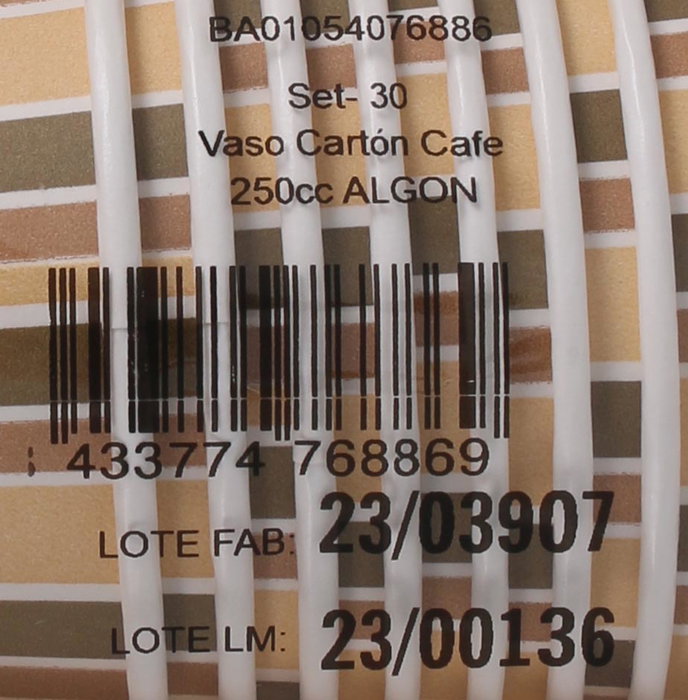 BA01054076886
Set- 30
Vaso Cartón Cafe
250cc ALGON
433774 768869
LOTE FAB: 23/03907
LOTE LM: 23/00136